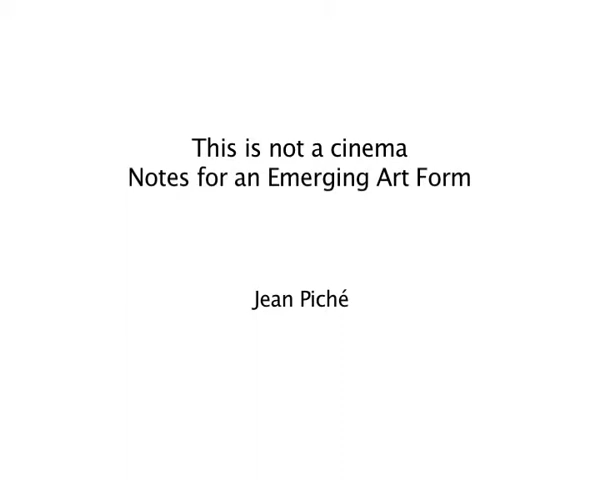 This is not a cinema
Notes for an Emerging Art Form
Jean Piché